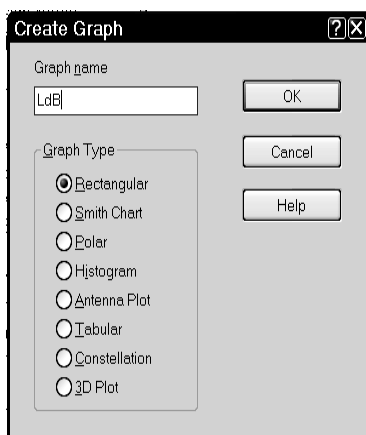 Create Graph
Graph name
LdB
OK
Cancel
Help
Graph Type
Rectangular
Smith Chart
Polar
Histogram
Antenna Plot
Tabular
Constellation
3D Plot